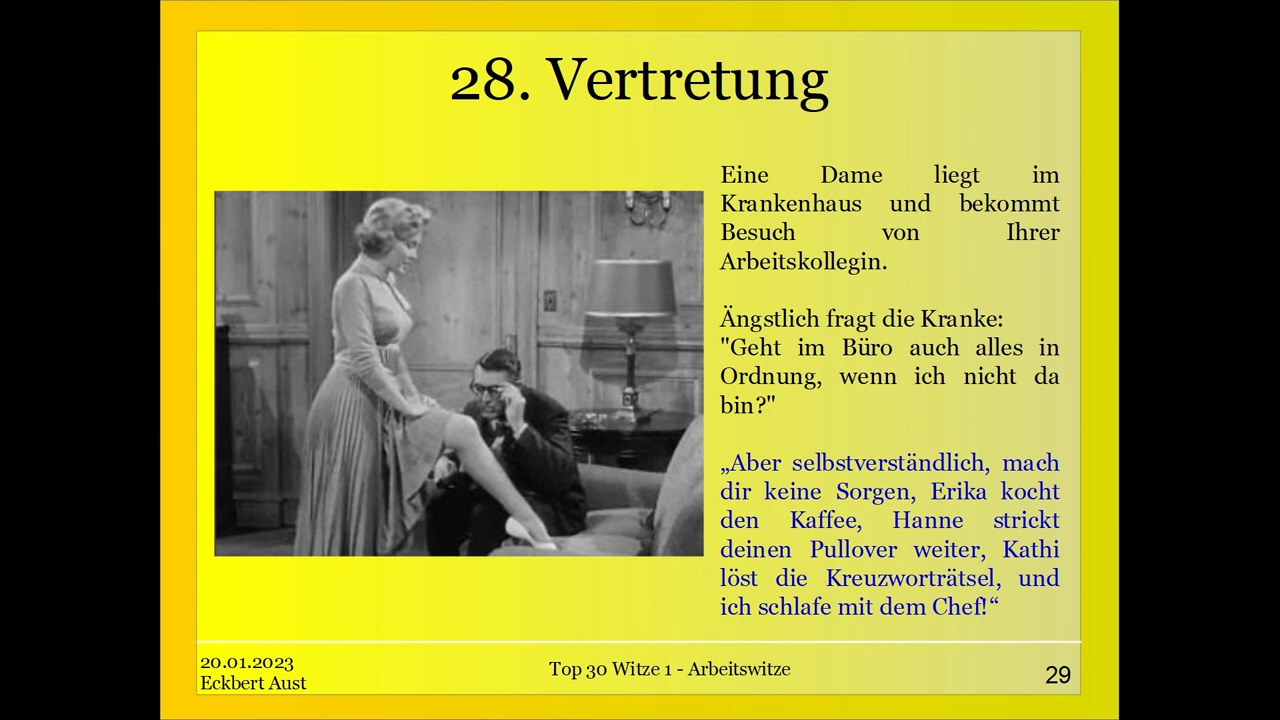 28. Vertretung
Eine Dame liegt im
Krankenhaus und bekommt
Besuch von Ihrer
Arbeitskollegin.
Ängstlich fragt die Kranke:
"Geht im Büro auch alles in
Ordnung, wenn ich nicht da
bin?"
„Aber selbstverständlich, mach
dir keine Sorgen, Erika kocht
den Kaffee, Hanne strickt
deinen Pullover weiter, Kathi
löst die Kreuzworträtsel, und
ich schlafe mit dem Chef!“
20.01.2023
Eckbert Aust
Top 30 Witze 1 - Arbeitswitze
29